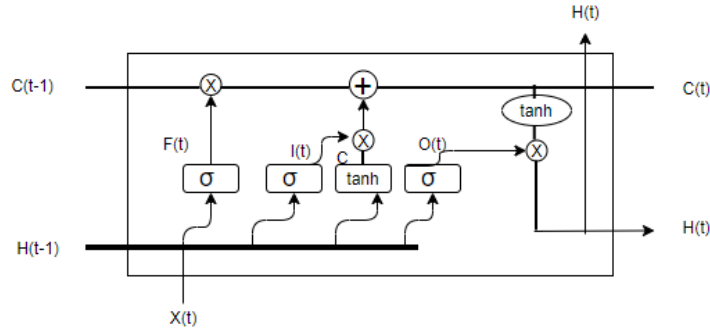 H(t)
C(t-1)
X
+
C(t)
tanh
F(t)
I(t)
X
O(t)
X
C
σ
σ
tanh
σ
H(t-1)
H(t)
X(t)